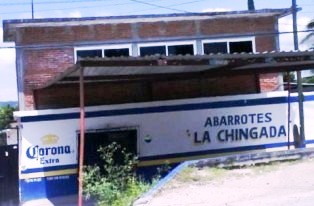 Corona
Extra
ABARROTES
LA CHINGADA